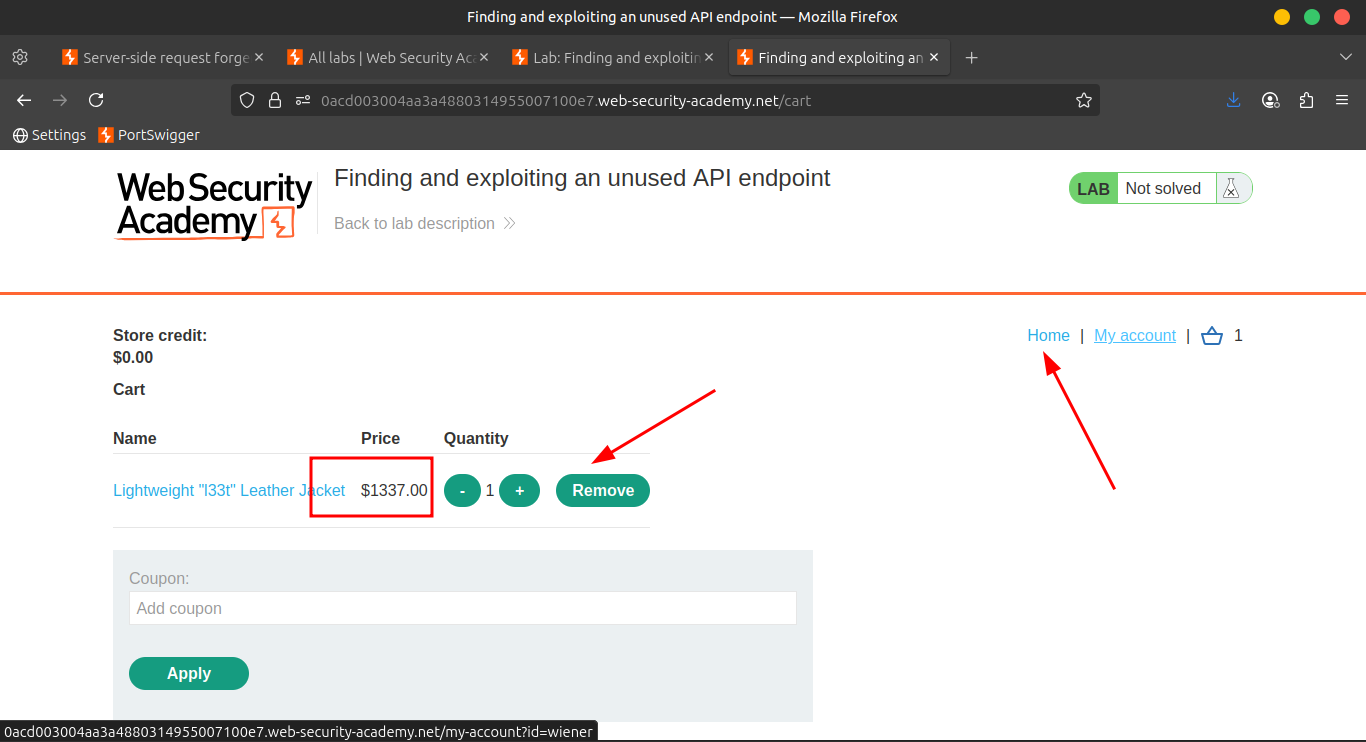 Finding and exploiting an unused API endpoint — Mozilla Firefox
Server-side request forge
All labs | Web Security Ac
Lab: Finding and exploitin
Finding and exploiting an
0acd003004aa3a4880314955007100e7.web-security-academy.net/cart
Settings
PortSwigger
Web Security
Academy
Finding and exploiting an unused API endpoint
Back to lab description
LAB
Not solved
Store credit:
$0.00
Home | My account | 1
Cart
Name Price Quantity
Lightweight "l33t" Leather Jacket $1337.00 - 1 + Remove
Coupon:
Add coupon
Apply
0acd003004aa3a4880314955007100e7.web-security-academy.net/my-account?id=wiener